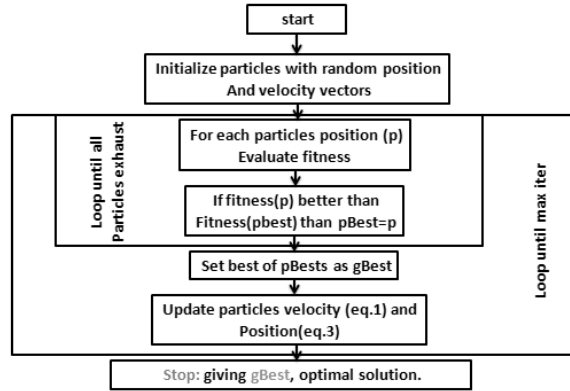 start
Initialize particles with random position
And velocity vectors
For each particles position (p)
Evaluate fitness
Loop until all
Particles exhaust
If fitness(p) better than
Fitness(pbest) than pBest=p
Loop until max iter
Set best of pBests as gBest
Update particles velocity (eq.1) and
Position(eq.3)
Stop: giving gBest, optimal solution.